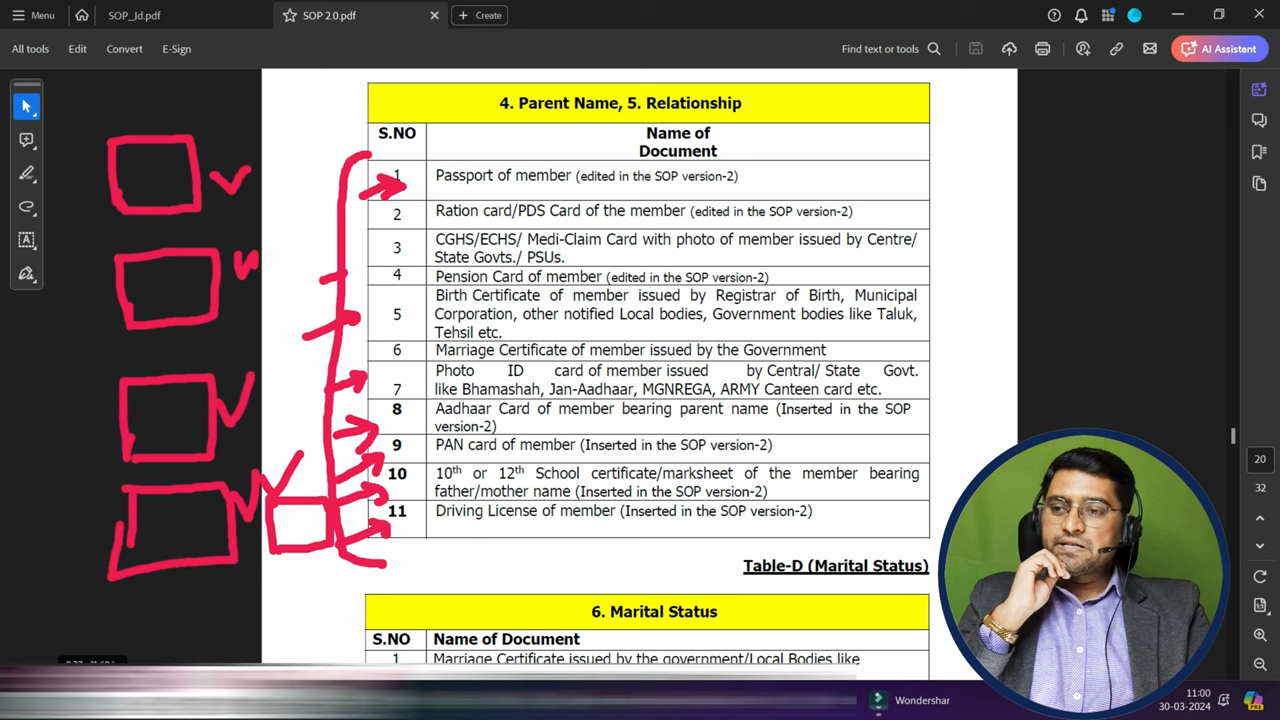 Menu
SOP_Jd.pdf
SOP 2.0.pdf
Create
All tools
Edit
Convert
E-Sign
Find text or tools
AI Assistant
4. Parent Name, 5. Relationship
S.NO
Name of
Document
1
Passport of member (edited in the SOP version-2)
2
Ration card/PDS Card of the member (edited in the SOP version-2)
3
CGHS/ECHS/ Medi-Claim Card with photo of member issued by Centre/
State Govts./ PSUs.
4
Pension Card of member (edited in the SOP version-2)
5
Birth Certificate of member issued by Registrar of Birth, Municipal
Corporation, other notified Local bodies, Government bodies like Taluk,
Tehsil etc.
6
Marriage Certificate of member issued by the Government
7
Photo ID card of member issued by Central/ State Govt.
like Bhamashah, Jan-Aadhaar, MGNREGA, ARMY Canteen card etc.
8
Aadhaar Card of member bearing parent name (Inserted in the SOP
version-2)
9
PAN card of member (Inserted in the SOP version-2)
10
10th or 12th School certificate/marksheet of the member bearing
father/mother name (Inserted in the SOP version-2)
11
Driving License of member (Inserted in the SOP version-2)
Table-D (Marital Status)
6. Marital Status
S.NO
Name of Document
1
Marriage Certificate issued by the government/Local Bodies like
20
32
Wondershar
11:00
30-03-2024